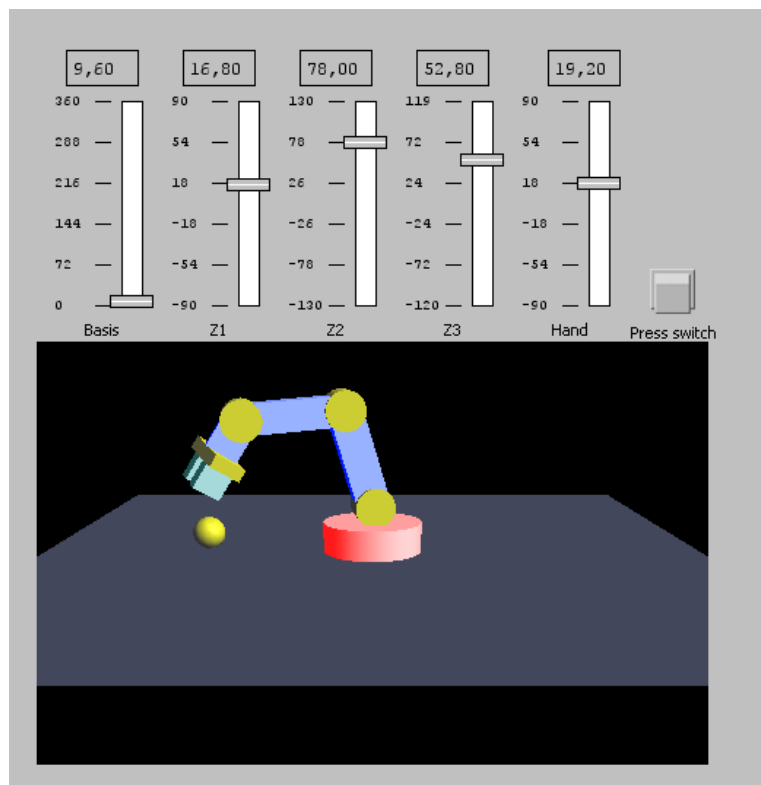 9,60 16,80 78,00 52,80 19,20
360 90 130 119 90
288 54 78 72 54
216 18 26 24 18
144 -18 -26 -24 -18
72 -54 -78 -72 -54
0 -90 -130 -120 -90
Basis Z1 Z2 Z3 Hand Press switch